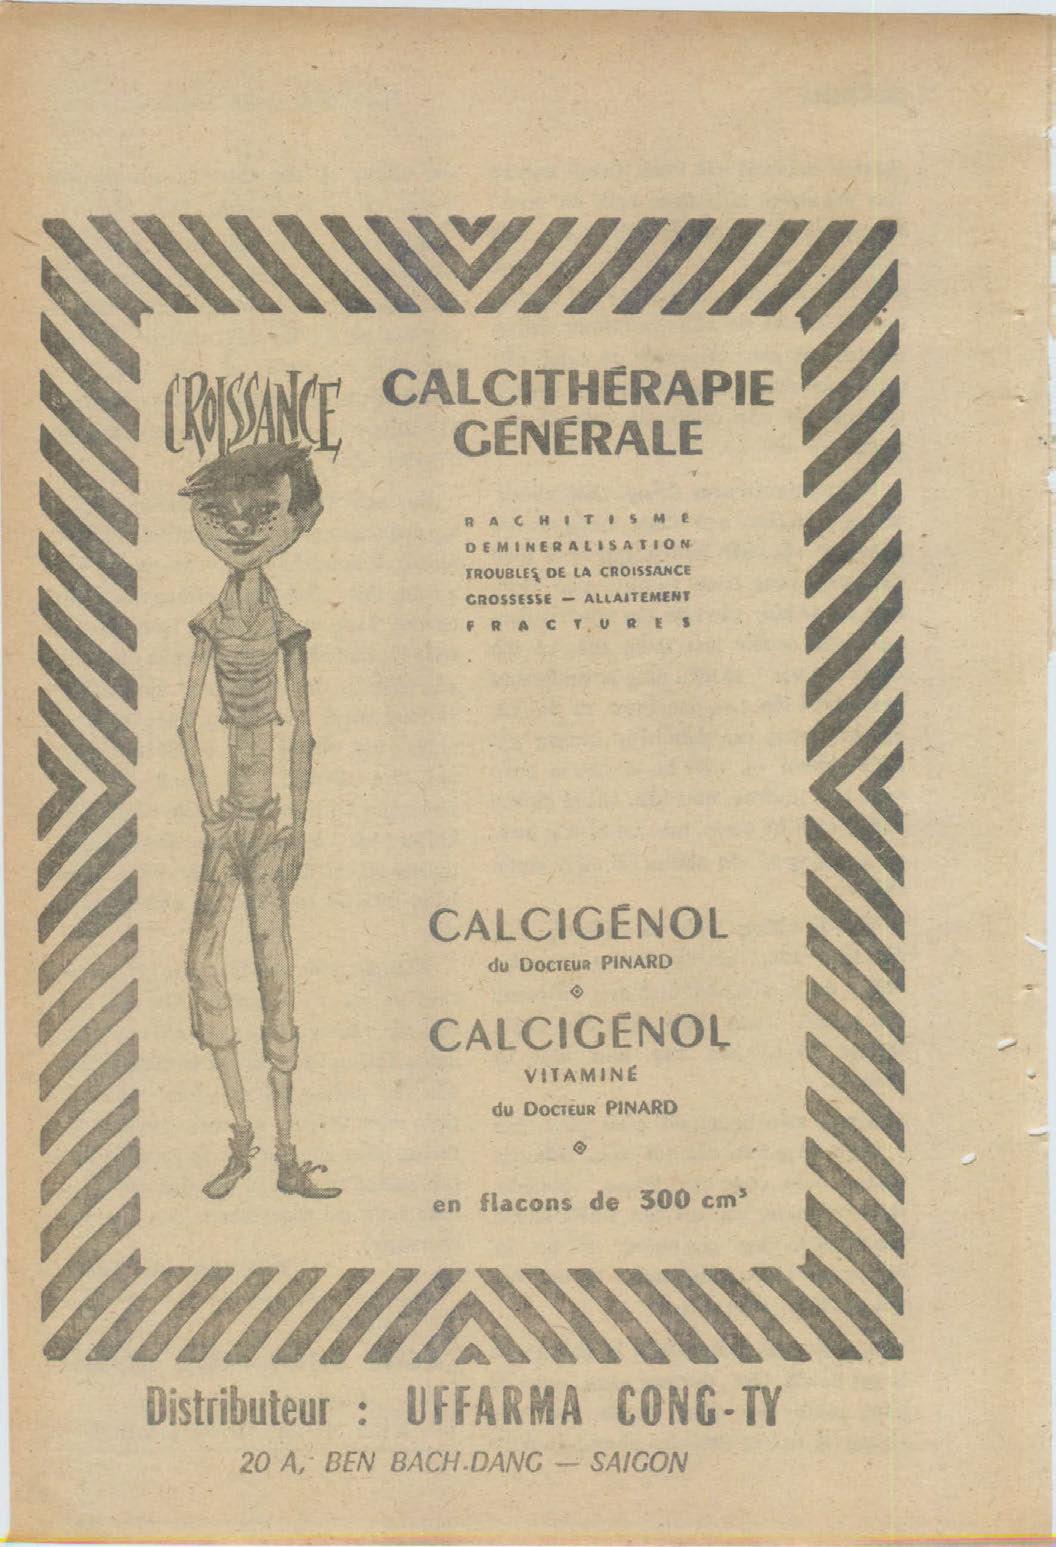 CROISSANCE
CALCITHÉRAPIE
GÉNÉRALE
RACHITISME
DEMINERALISATION
TROUBLES DE LA CROISSANCE
GROSSESSE — ALLAITEMENT
FRACTURES
CALCIGÉNOL
du DOCTEUR PINARD
CALCIGÉNOL
VITAMINÉ
du DOCTEUR PINARD
en flacons de 300 cm³
Distributeur : UFFARMA CONG-TY
20 A, BEN BACH-DANG — SAIGON